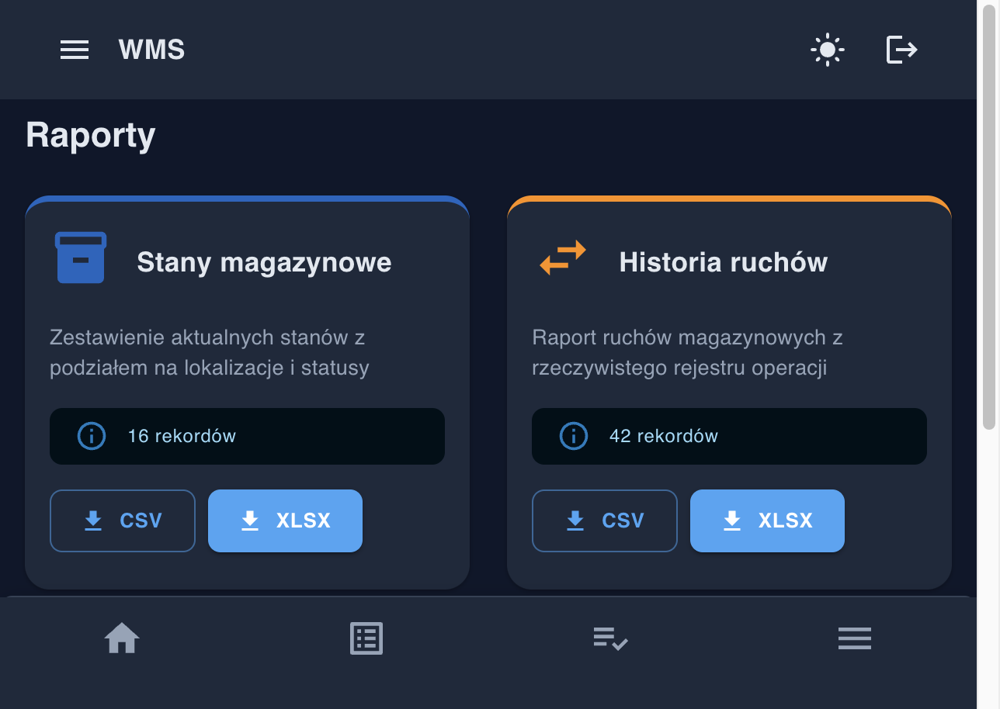 WMS
Raporty
Stany magazynowe
Zestawienie aktualnych stanów z
podziałem na lokalizacje i statusy
16 rekordów
CSV
XLSX
Historia ruchów
Raport ruchów magazynowych z
rzeczywistego rejestru operacji
42 rekordów
CSV
XLSX